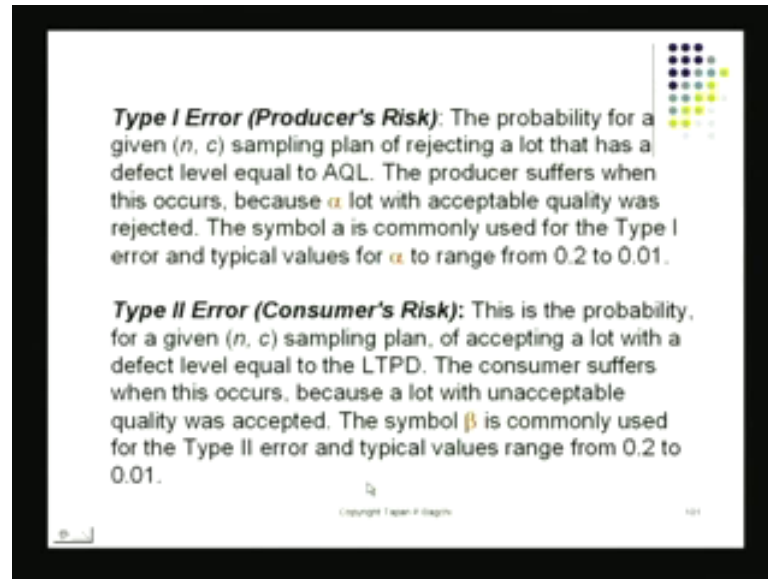 Type I Error (Producer's Risk): The probability for a
given (n, c) sampling plan of rejecting a lot that has a
defect level equal to AQL. The producer suffers when
this occurs, because α lot with acceptable quality was
rejected. The symbol a is commonly used for the Type I
error and typical values for α to range from 0.2 to 0.01.
Type II Error (Consumer's Risk): This is the probability,
for a given (n, c) sampling plan, of accepting a lot with a
defect level equal to the LTPD. The consumer suffers
when this occurs, because a lot with unacceptable
quality was accepted. The symbol β is commonly used
for the Type II error and typical values range from 0.2 to
0.01.
Copyright Tapan P Bagchi